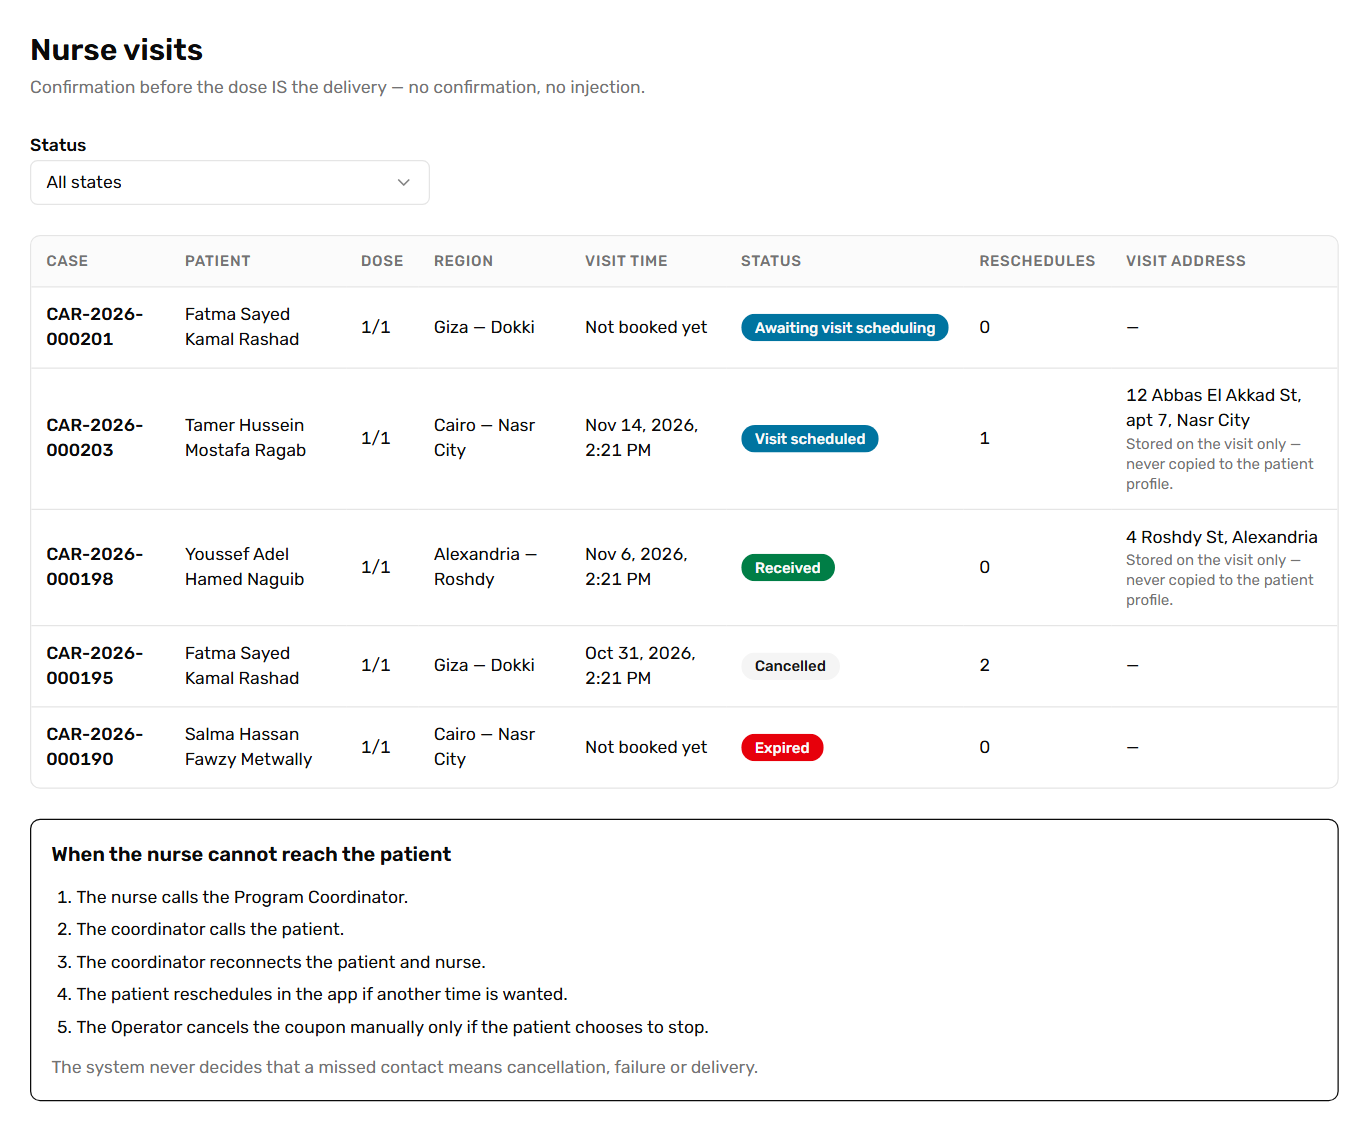 Nurse visits
Confirmation before the dose IS the delivery — no confirmation, no injection.
Status
All states
CASE PATIENT DOSE REGION VISIT TIME STATUS RESCHEDULES VISIT ADDRESS
CAR-2026-
000201
Fatma Sayed
Kamal Rashad
1/1
Giza — Dokki
Not booked yet
Awaiting visit scheduling
0
—
CAR-2026-
000203
Tamer Hussein
Mostafa Ragab
1/1
Cairo — Nasr
City
Nov 14, 2026,
2:21 PM
Visit scheduled
1
12 Abbas El Akkad St,
apt 7, Nasr City
Stored on the visit only —
never copied to the patient
profile.
CAR-2026-
000198
Youssef Adel
Hamed Naguib
1/1
Alexandria —
Roshdy
Nov 6, 2026,
2:21 PM
Received
0
4 Roshdy St, Alexandria
Stored on the visit only —
never copied to the patient
profile.
CAR-2026-
000195
Fatma Sayed
Kamal Rashad
1/1
Giza — Dokki
Oct 31, 2026,
2:21 PM
Cancelled
2
—
CAR-2026-
000190
Salma Hassan
Fawzy Metwally
1/1
Cairo — Nasr
City
Not booked yet
Expired
0
—
When the nurse cannot reach the patient
1. The nurse calls the Program Coordinator.
2. The coordinator calls the patient.
3. The coordinator reconnects the patient and nurse.
4. The patient reschedules in the app if another time is wanted.
5. The Operator cancels the coupon manually only if the patient chooses to stop.
The system never decides that a missed contact means cancellation, failure or delivery.